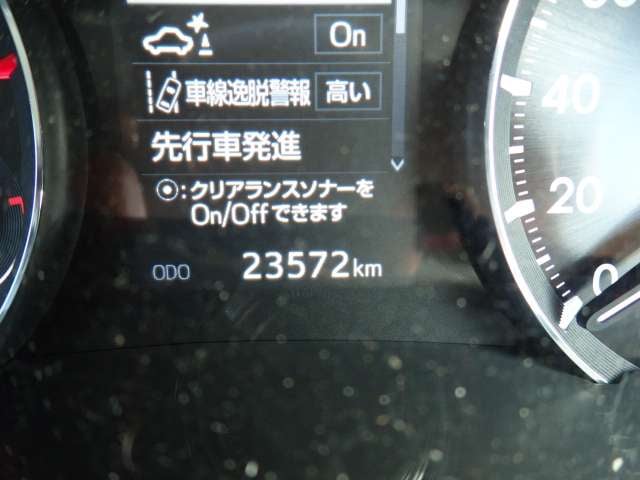 On
車線逸脱警報 高い
先行車発進
⦿:クリアランスソナーを
On/Offできます
ODO 23572km
40
20
0